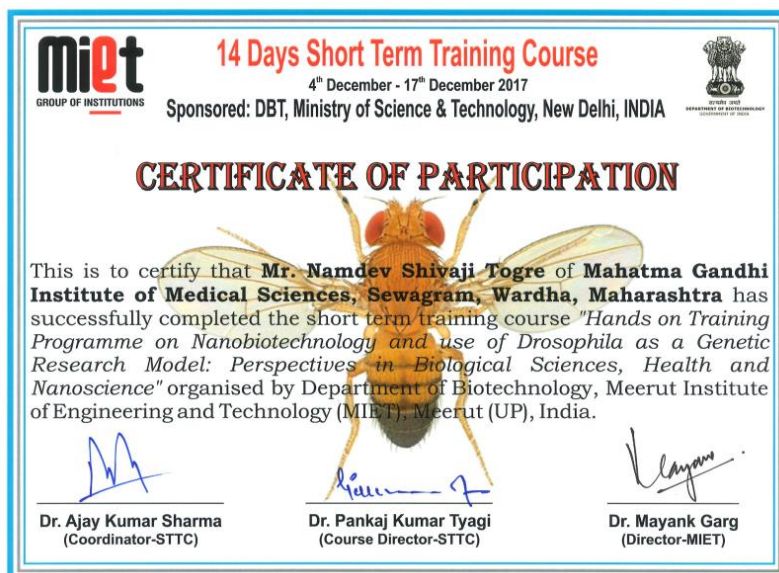 miet
GROUP OF INSTITUTIONS
14 Days Short Term Training Course
4th December - 17th December 2017
Sponsored: DBT, Ministry of Science & Technology, New Delhi, INDIA
सत्यमेव जयते
DEPARTMENT OF BIOTECHNOLOGY
GOVERNMENT OF INDIA
CERTIFICATE OF PARTICIPATION
This is to certify that Mr. Namdev Shivaji Togre of Mahatma Gandhi
Institute of Medical Sciences, Sewagram, Wardha, Maharashtra has
successfully completed the short term training course "Hands on Training
Programme on Nanobiotechnology and use of Drosophila as a Genetic
Research Model: Perspectives in Biological Sciences, Health and
Nanoscience" organised by Department of Biotechnology, Meerut Institute
of Engineering and Technology (MIET), Meerut (UP), India.
Dr. Ajay Kumar Sharma
(Coordinator-STTC)
Dr. Pankaj Kumar Tyagi
(Course Director-STTC)
Dr. Mayank Garg
(Director-MIET)